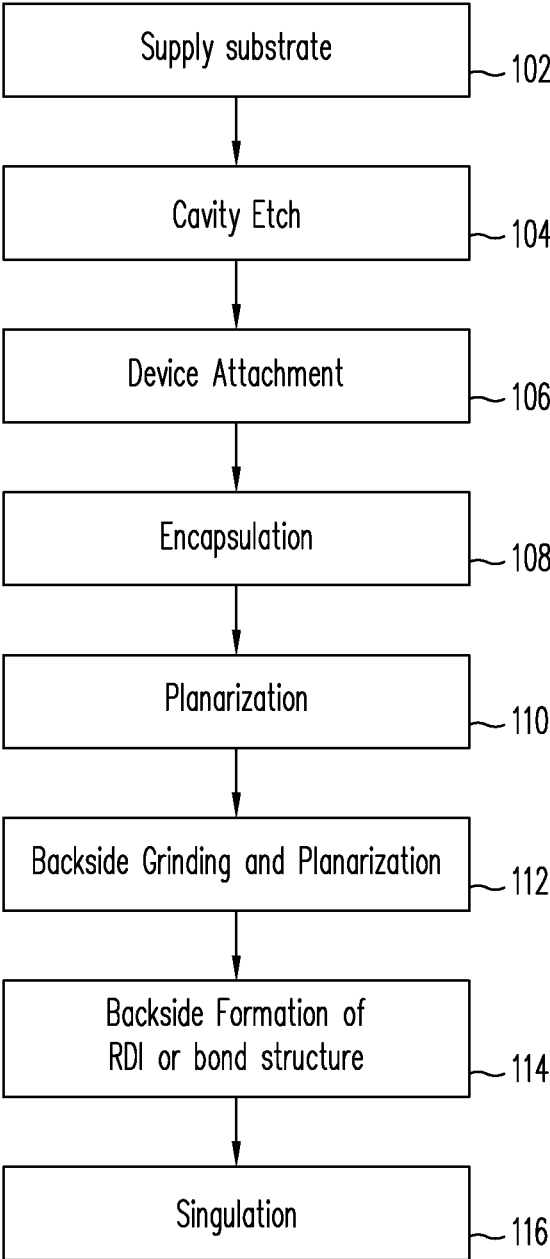 Supply substrate
102
Cavity Etch
104
Device Attachment
106
Encapsulation
108
Planarization
110
Backside Grinding and Planarization
112
Backside Formation of
RDI or bond structure
114
Singulation
116